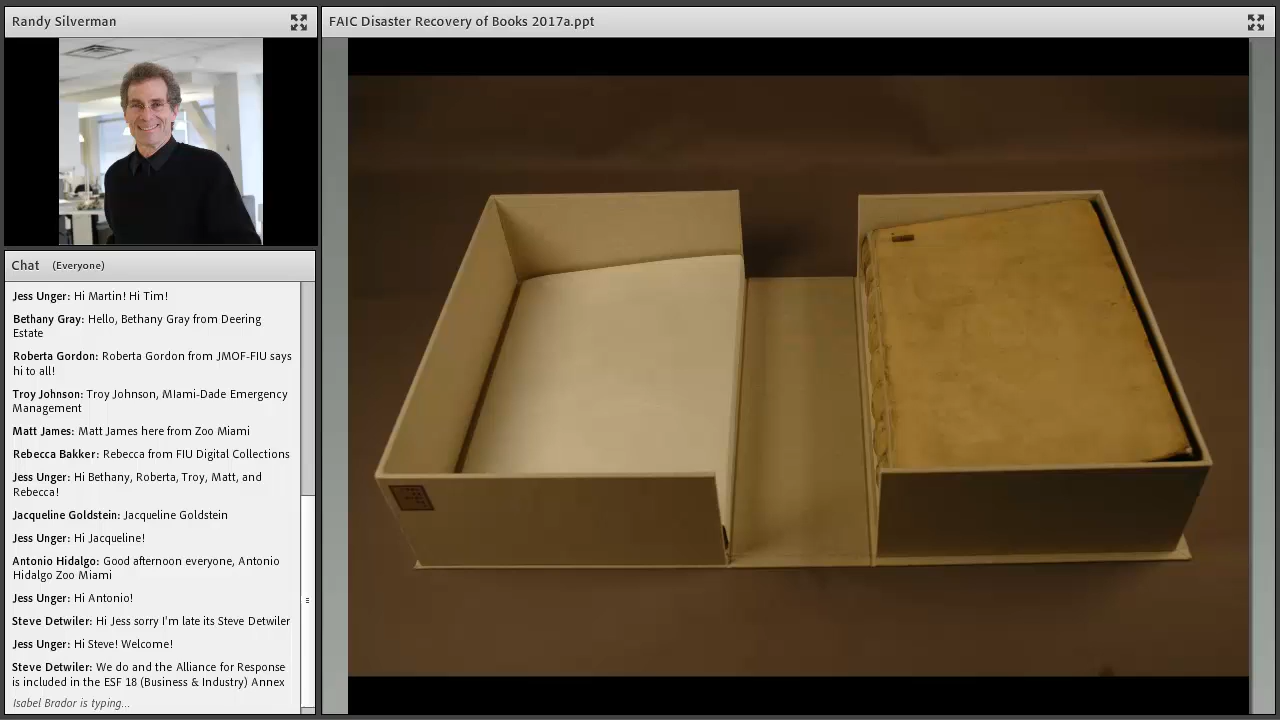 Randy Silverman
FAIC Disaster Recovery of Books 2017a.ppt
Chat (Everyone)
Jess Unger: Hi Martin! Hi Tim!
Bethany Gray: Hello, Bethany Gray from Deering
Estate
Roberta Gordon: Roberta Gordon from JMOF-FIU says
hi to all!
Troy Johnson: Troy Johnson, MIami-Dade Emergency
Management
Matt James: Matt James here from Zoo Miami
Rebecca Bakker: Rebecca from FIU Digital Collections
Jess Unger: Hi Bethany, Roberta, Troy, Matt, and
Rebecca!
Jacqueline Goldstein: Jacqueline Goldstein
Jess Unger: Hi Jacqueline!
Antonio Hidalgo: Good afternoon everyone, Antonio
Hidalgo Zoo Miami
Jess Unger: Hi Antonio!
Steve Detwiler: Hi Jess sorry I'm late its Steve Detwiler
Jess Unger: Hi Steve! Welcome!
Steve Detwiler: We do and the Alliance for Response
is included in the ESF 18 (Business & Industry) Annex
Isabel Brador is typing...